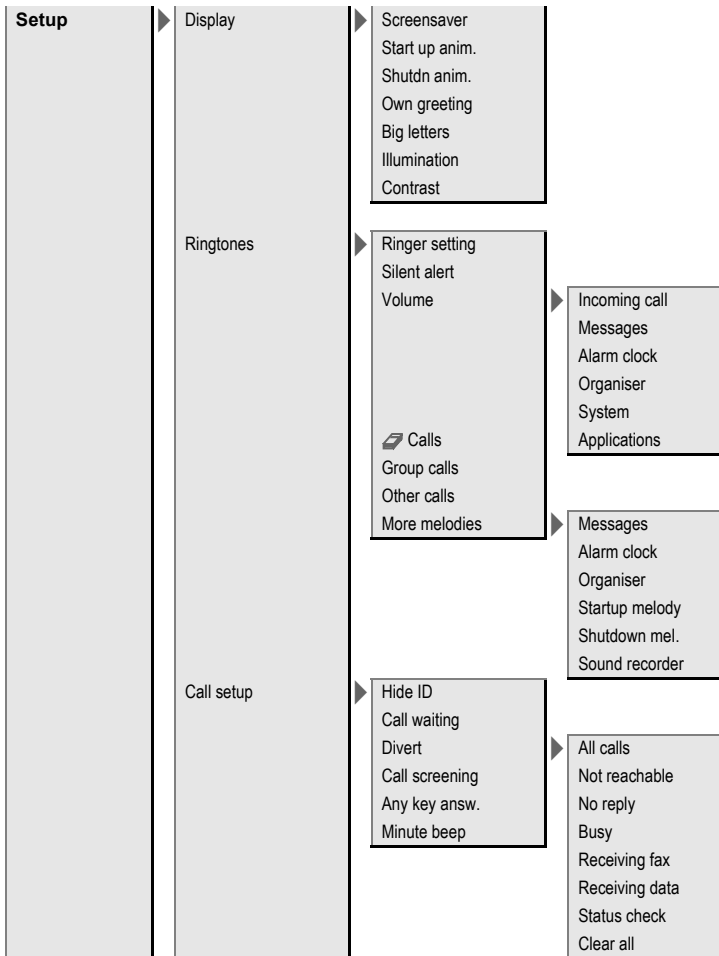 Setup
Display
Screensaver
Start up anim.
Shutdn anim.
Own greeting
Big letters
Illumination
Contrast
Ringtones
Ringer setting
Silent alert
Volume
Incoming call
Messages
Alarm clock
Organiser
System
Applications
Calls
Group calls
Other calls
More melodies
Messages
Alarm clock
Organiser
Startup melody
Shutdown mel.
Sound recorder
Call setup
Hide ID
Call waiting
Divert
All calls
Not reachable
No reply
Busy
Receiving fax
Receiving data
Status check
Clear all
Call screening
Any key answ.
Minute beep